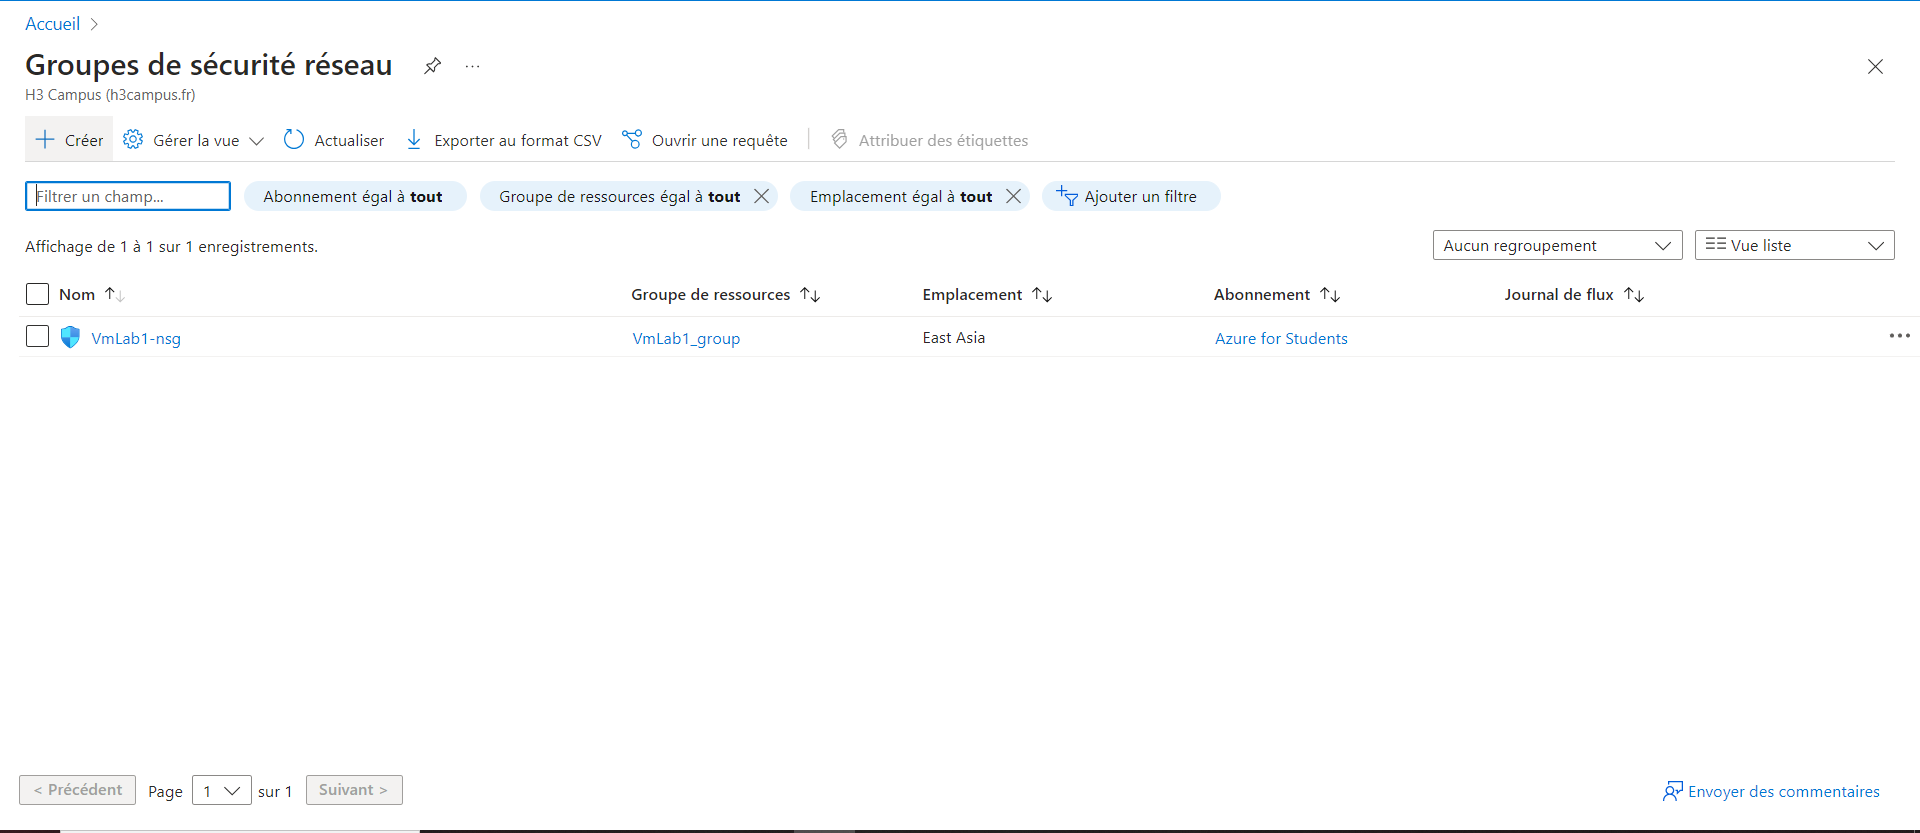 Accueil
Groupes de sécurité réseau
H3 Campus (h3campus.fr)
Créer Gérer la vue Actualiser Exporter au format CSV Ouvrir une requête Attribuer des étiquettes
Filtrer un champ... Abonnement égal à tout Groupe de ressources égal à tout Emplacement égal à tout Ajouter un filtre
Affichage de 1 à 1 sur 1 enregistrements. Aucun regroupement Vue liste
Nom Groupe de ressources Emplacement Abonnement Journal de flux
VmLab1-nsg VmLab1_group East Asia Azure for Students
< Précédent Page 1 sur 1 Suivant > Envoyer des commentaires